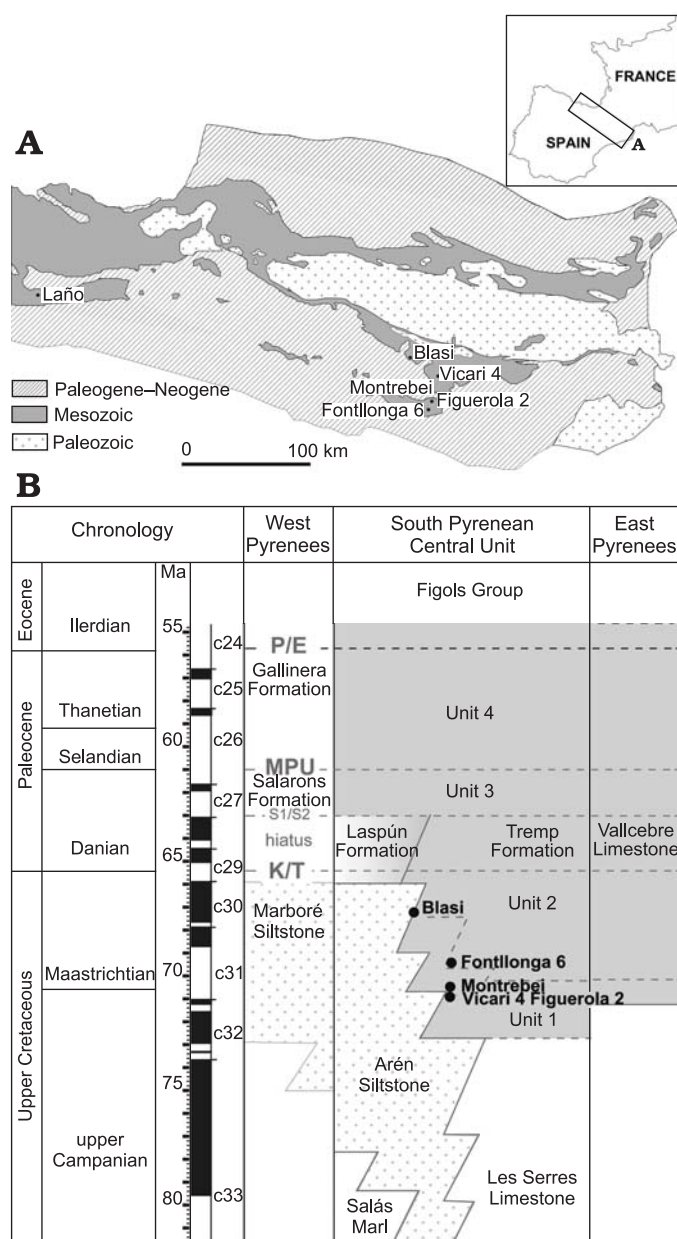 A
FRANCE
SPAIN
A
Laño
Blasi
Vicari 4
Montrebei
Figuerola 2
Fontllonga 6
Paleogene–Neogene
Mesozoic
Paleozoic
0 100 km
B
Chronology
West
Pyrenees
South Pyrenean
Central Unit
East
Pyrenees
Ma
Eocene
Ilerdian
55
c24
P/E
Figols Group
Paleocene
Thanetian
c25
Gallinera
Formation
Unit 4
60
c26
Selandian
MPU
Salarons
Formation
Unit 3
c27
S1/S2
Danian
hiatus
Laspún
Formation
Tremp
Formation
Vallcebre
Limestone
65
c29
K/T
Upper Cretaceous
Maastrichtian
c30
Marboré
Siltstone
Blasi
Unit 2
70
c31
Fontllonga 6
Montrebei
Vicari 4 Figuerola 2
Unit 1
c32
Arén
Siltstone
75
upper
Campanian
80
c33
Salás
Marl
Les Serres
Limestone